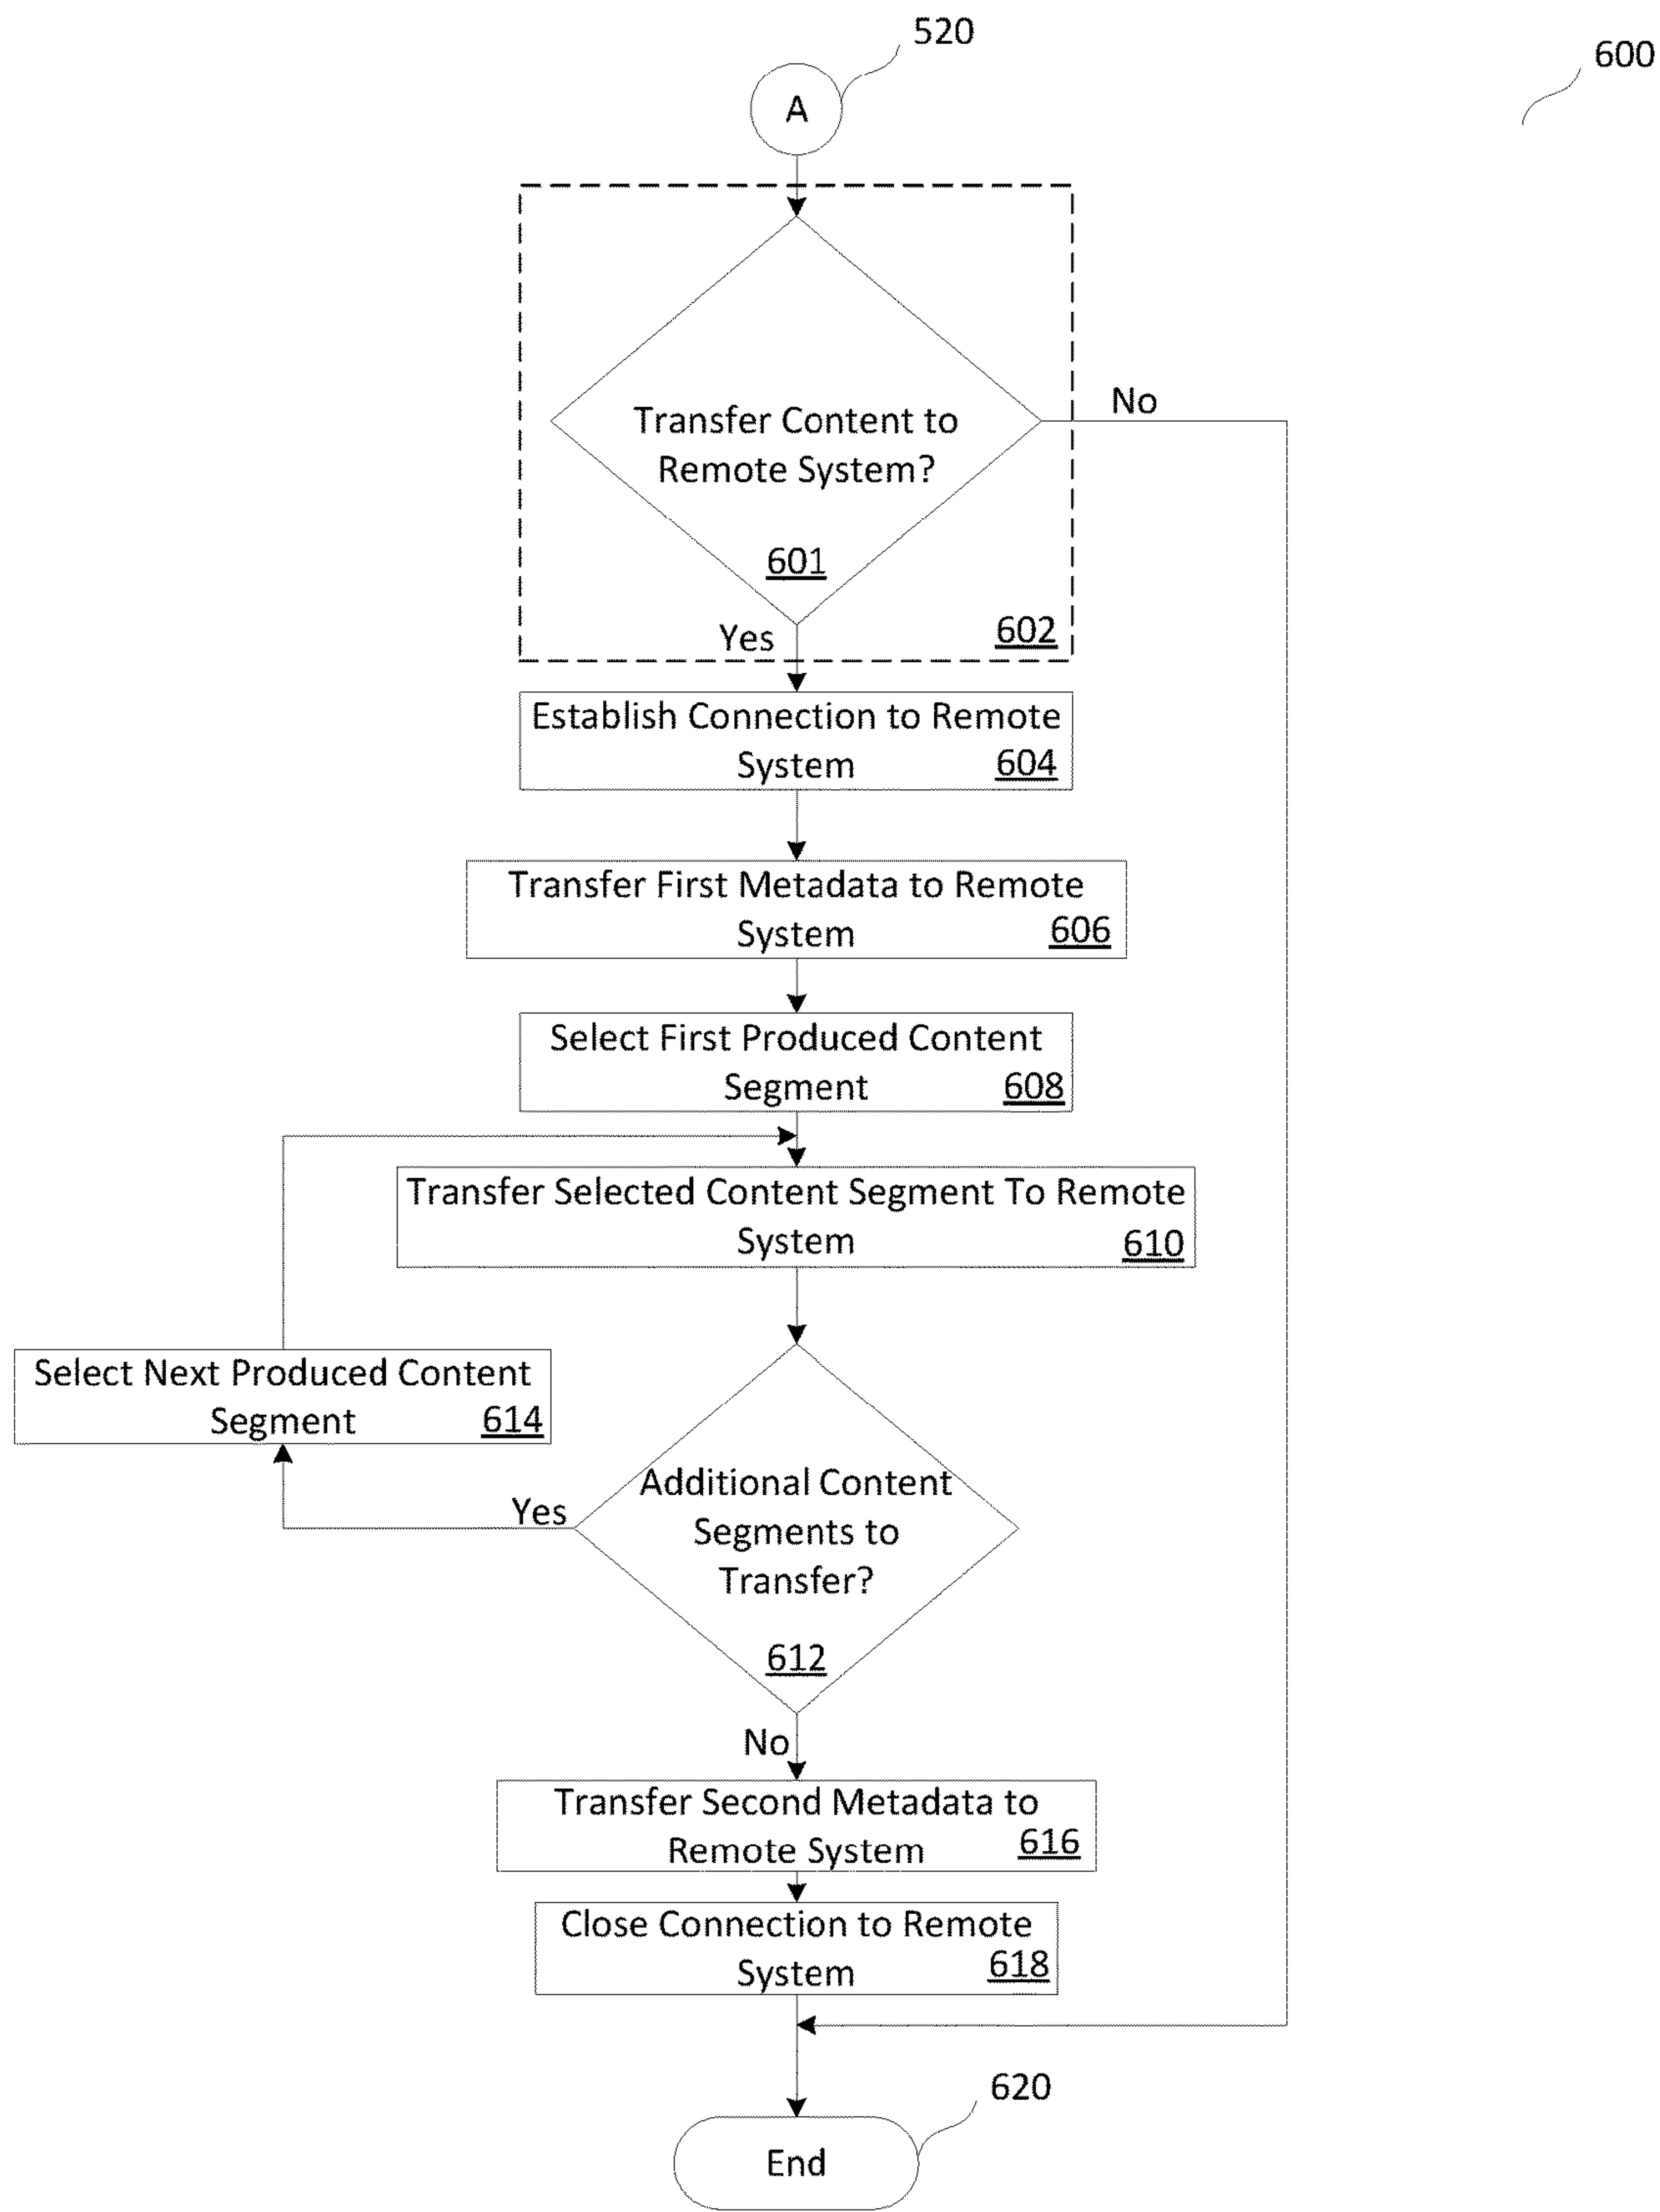 520
600
A
Transfer Content to
Remote System?
No
601
Yes
602
Establish Connection to Remote
System
604
Transfer First Metadata to Remote
System
606
Select First Produced Content
Segment
608
Transfer Selected Content Segment To Remote
System
610
Select Next Produced Content
Segment
614
Additional Content
Segments to
Transfer?
Yes
612
No
Transfer Second Metadata to
Remote System
616
Close Connection to Remote
System
618
620
End